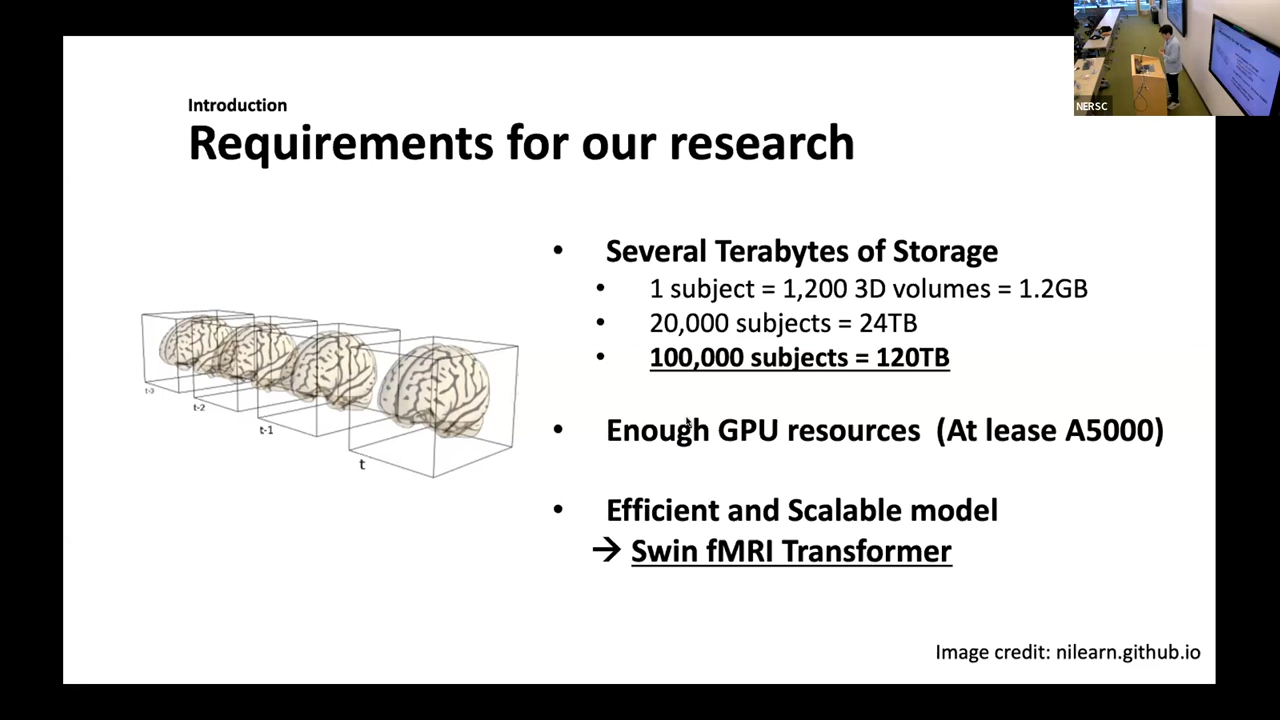 NERSC
Introduction
Requirements for our research
• Several Terabytes of Storage
• 1 subject = 1,200 3D volumes = 1.2GB
• 20,000 subjects = 24TB
• 100,000 subjects = 120TB
• Enough GPU resources (At lease A5000)
• Efficient and Scalable model
→ Swin fMRI Transformer
t-3
t-2
t-1
t
Image credit: nilearn.github.io